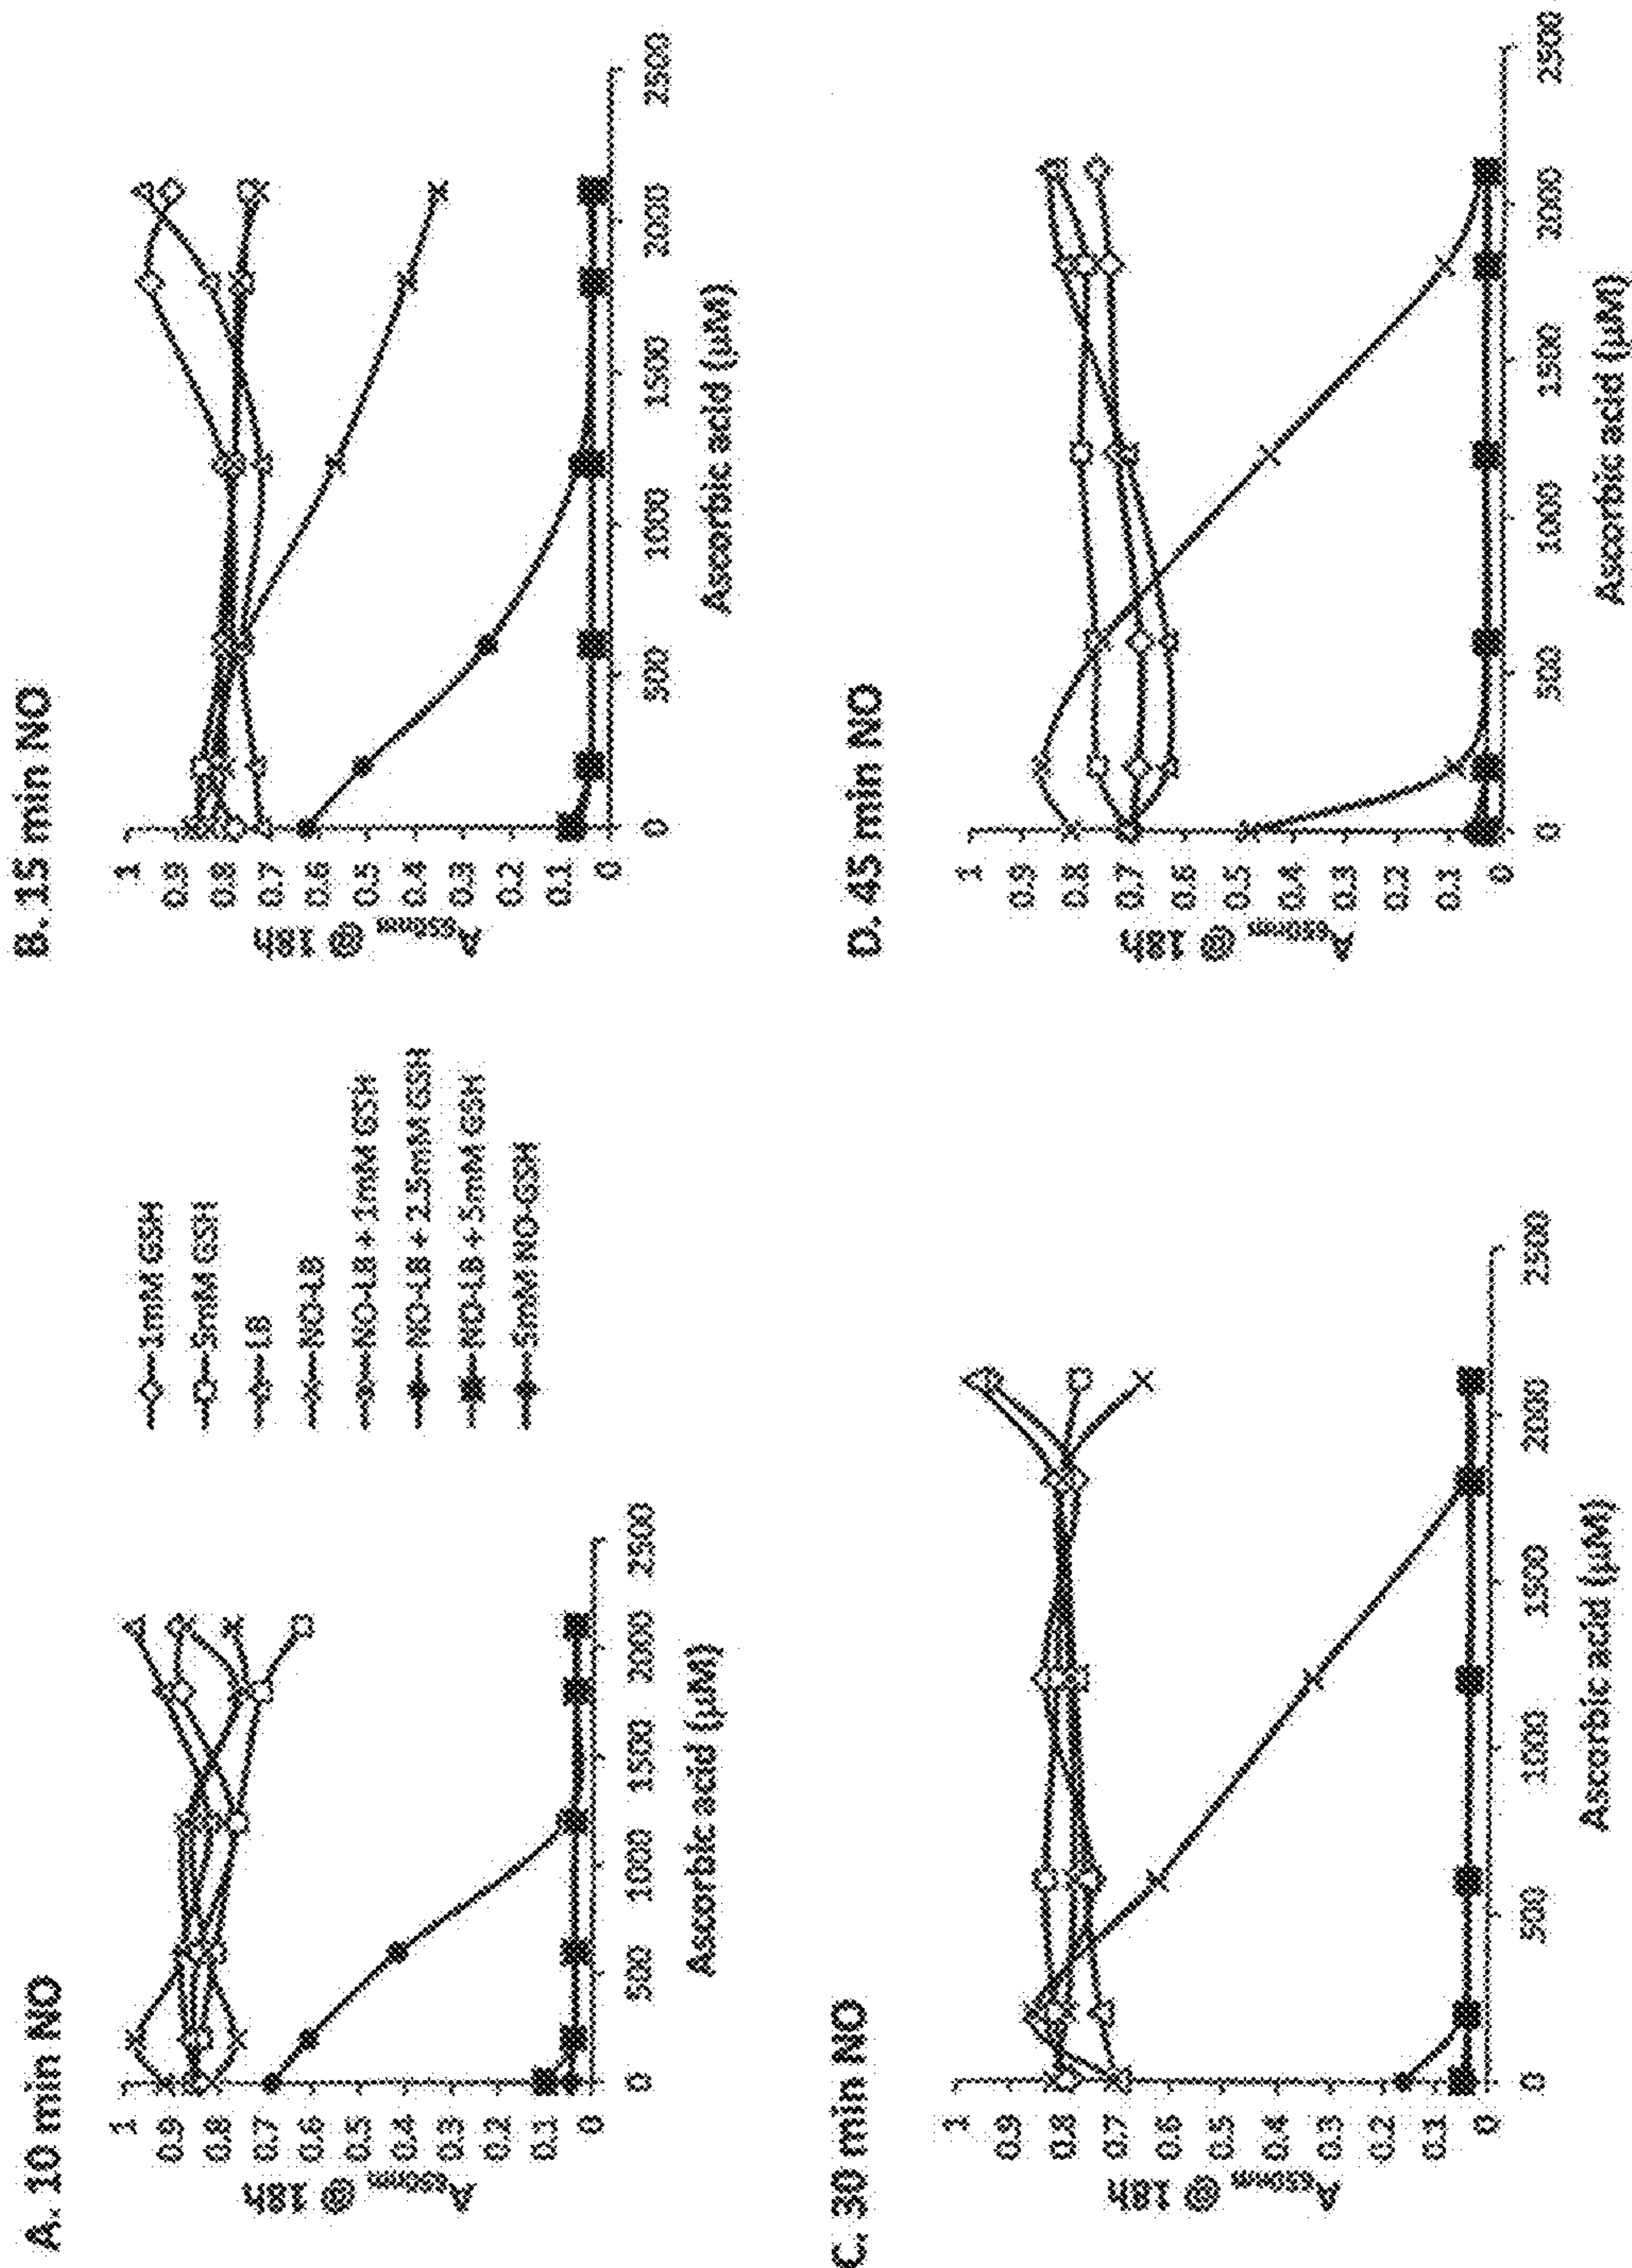 A. 10 min NO
A650nm @ 18h
1
0.9
0.8
0.7
0.6
0.5
0.4
0.3
0.2
0.1
0
0 500 1000 1500 2000 2500
Ascorbic acid (µM)
1mM GSH
5mM GSH
LB
NO-LB
NO-LB + 1mM GSH
NO-LB + 2.5mM GSH
NO-LB + 5mM GSH
5mM NO-GSH
B. 15 min NO
A650nm @ 18h
1
0.9
0.8
0.7
0.6
0.5
0.4
0.3
0.2
0.1
0
0 500 1000 1500 2000 2500
Ascorbic acid (µM)
C. 30 min NO
A650nm @ 18h
1
0.9
0.8
0.7
0.6
0.5
0.4
0.3
0.2
0.1
0
0 500 1000 1500 2000 2500
Ascorbic acid (µM)
D. 45 min NO
A650nm @ 18h
1
0.9
0.8
0.7
0.6
0.5
0.4
0.3
0.2
0.1
0
0 500 1000 1500 2000 2500
Ascorbic acid (µM)